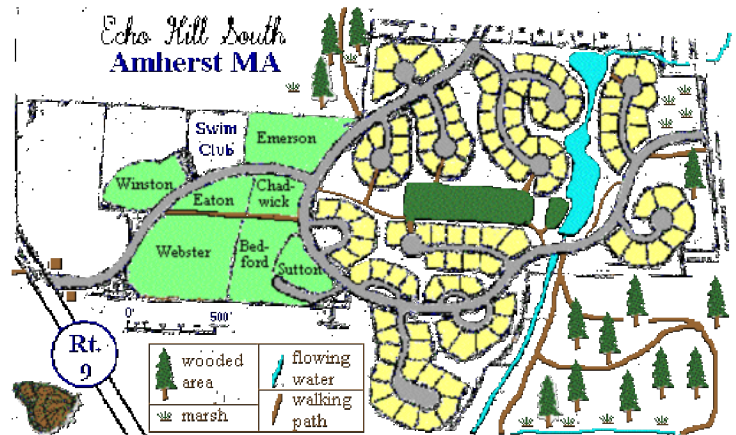 Echo Hill South
Amherst MA
Swim
Club
Emerson
Winston
Eaton
Chad-
wick
Webster
Bed-
ford
Sutton
0'
500'
Rt.
9
wooded
area
flowing
water
marsh
walking
path